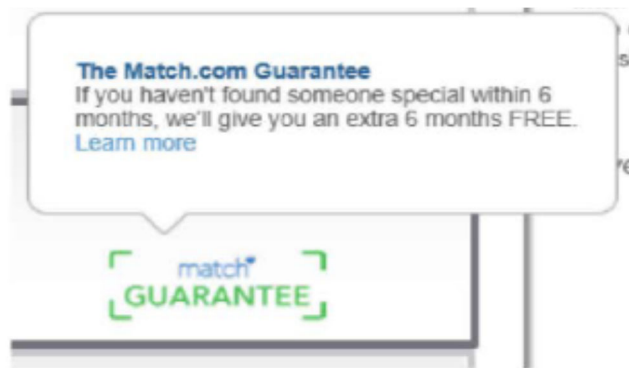 The Match.com Guarantee
If you haven't found someone special within 6
months, we'll give you an extra 6 months FREE.
Learn more
match
GUARANTEE